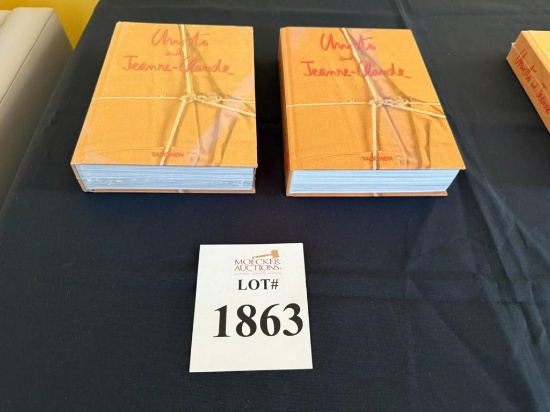 Christo
and
Jeanne-Claude
TASCHEN
Christo
and
Jeanne-Claude
TASCHEN
MOECKER
AUCTIONS
LOT#
1863